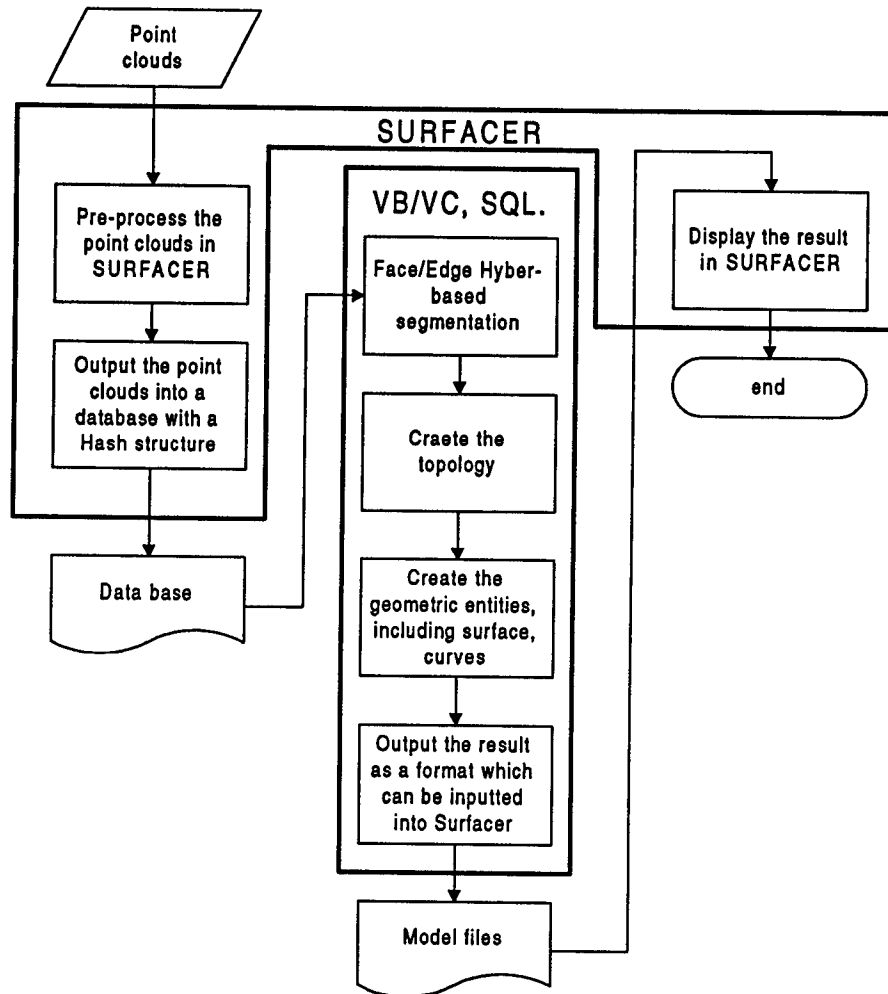 Point
clouds
SURFACER
Pre-process the
point clouds in
SURFACER
Output the point
clouds into a
database with a
Hash structure
Data base
VB/VC, SQL.
Face/Edge Hyber-
based
segmentation
Craete the
topology
Create the
geometric entities,
including surface,
curves
Output the result
as a format which
can be inputted
into Surfacer
Model files
Display the result
in SURFACER
end